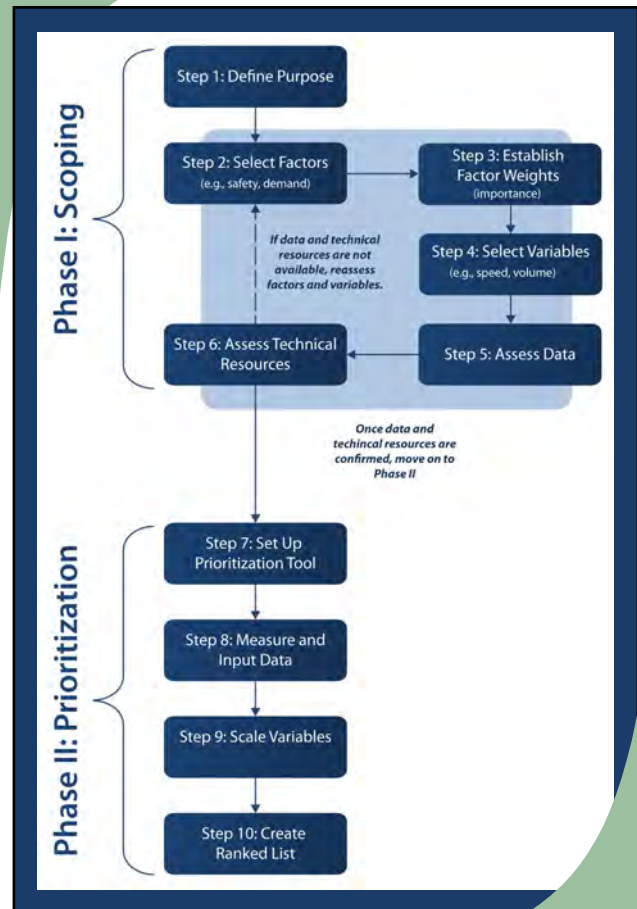 Phase I: Scoping
Step 1: Define Purpose
Step 2: Select Factors
(e.g., safety, demand)
Step 3: Establish
Factor Weights
(importance)
If data and technical
resources are not
available, reassess
factors and variables.
Step 4: Select Variables
(e.g., speed, volume)
Step 6: Assess Technical
Resources
Step 5: Assess Data
Once data and
techincal resources are
confirmed, move on to
Phase II
Phase II: Prioritization
Step 7: Set Up
Prioritization Tool
Step 8: Measure and
Input Data
Step 9: Scale Variables
Step 10: Create
Ranked List